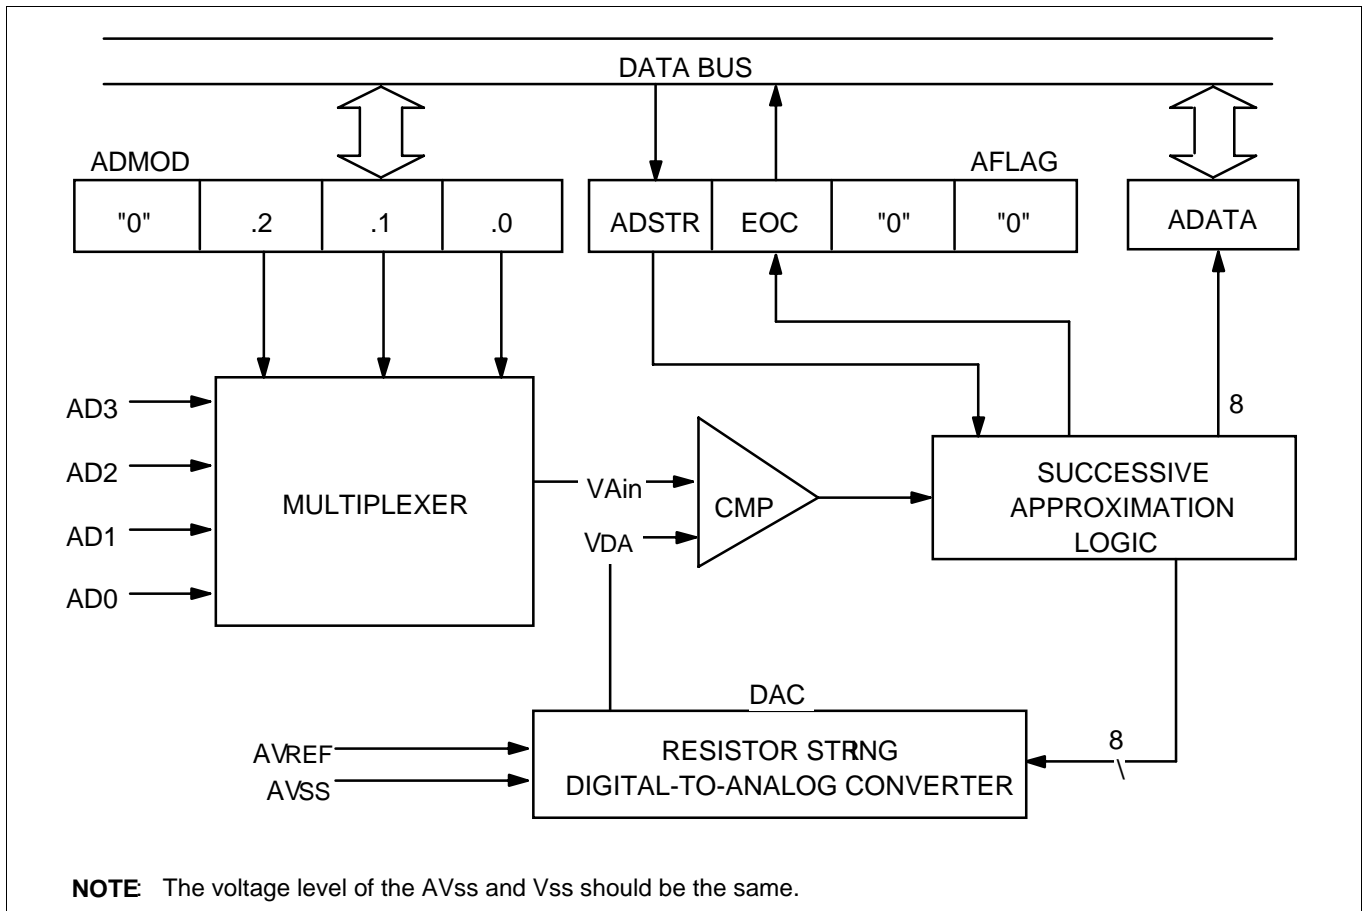 DATA BUS
ADMOD
AFLAG
"0" .2 .1 .0
ADSTR EOC "0" "0"
ADATA
AD3
AD2
AD1
AD0
MULTIPLEXER
VAin
VDA
CMP
8
SUCCESSIVE
APPROXIMATION
LOGIC
DAC
AVREF
AVSS
RESISTOR STRING
DIGITAL-TO-ANALOG CONVERTER
8
NOTE: The voltage level of the AVss and Vss should be the same.